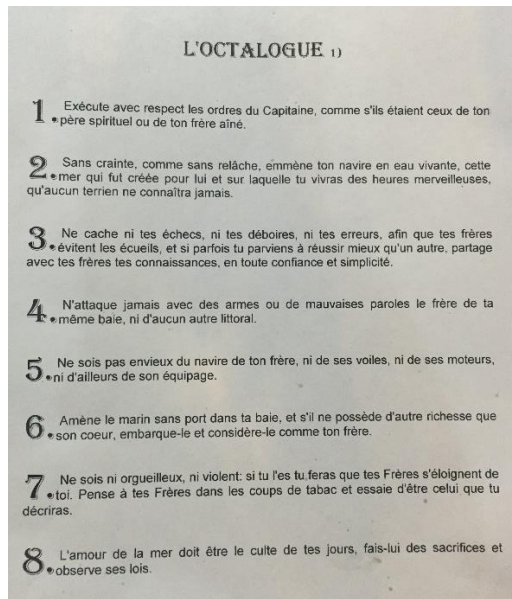 L'OCTALOGUE 1)
1. Exécute avec respect les ordres du Capitaine, comme s'ils étaient ceux de ton
père spirituel ou de ton frère aîné.
2. Sans crainte, comme sans relâche, emmène ton navire en eau vivante, cette
mer qui fut créée pour lui et sur laquelle tu vivras des heures merveilleuses,
qu'aucun terrien ne connaîtra jamais.
3. Ne cache ni tes échecs, ni tes déboires, ni tes erreurs, afin que tes frères
évitent les écueils, et si parfois tu parviens à réussir mieux qu'un autre, partage
avec tes frères tes connaissances, en toute confiance et simplicité.
4. N'attaque jamais avec des armes ou de mauvaises paroles le frère de ta
même baie, ni d'aucun autre littoral.
5. Ne sois pas envieux du navire de ton frère, ni de ses voiles, ni de ses moteurs,
ni d'ailleurs de son équipage.
6. Amène le marin sans port dans ta baie, et s'il ne possède d'autre richesse que
son coeur, embarque-le et considère-le comme ton frère.
7. Ne sois ni orgueilleux, ni violent: si tu l'es tu feras que tes Frères s'éloignent de
toi. Pense à tes Frères dans les coups de tabac et essaie d'être celui que tu
décriras.
8. L'amour de la mer doit être le culte de tes jours, fais-lui des sacrifices et
observe ses lois.